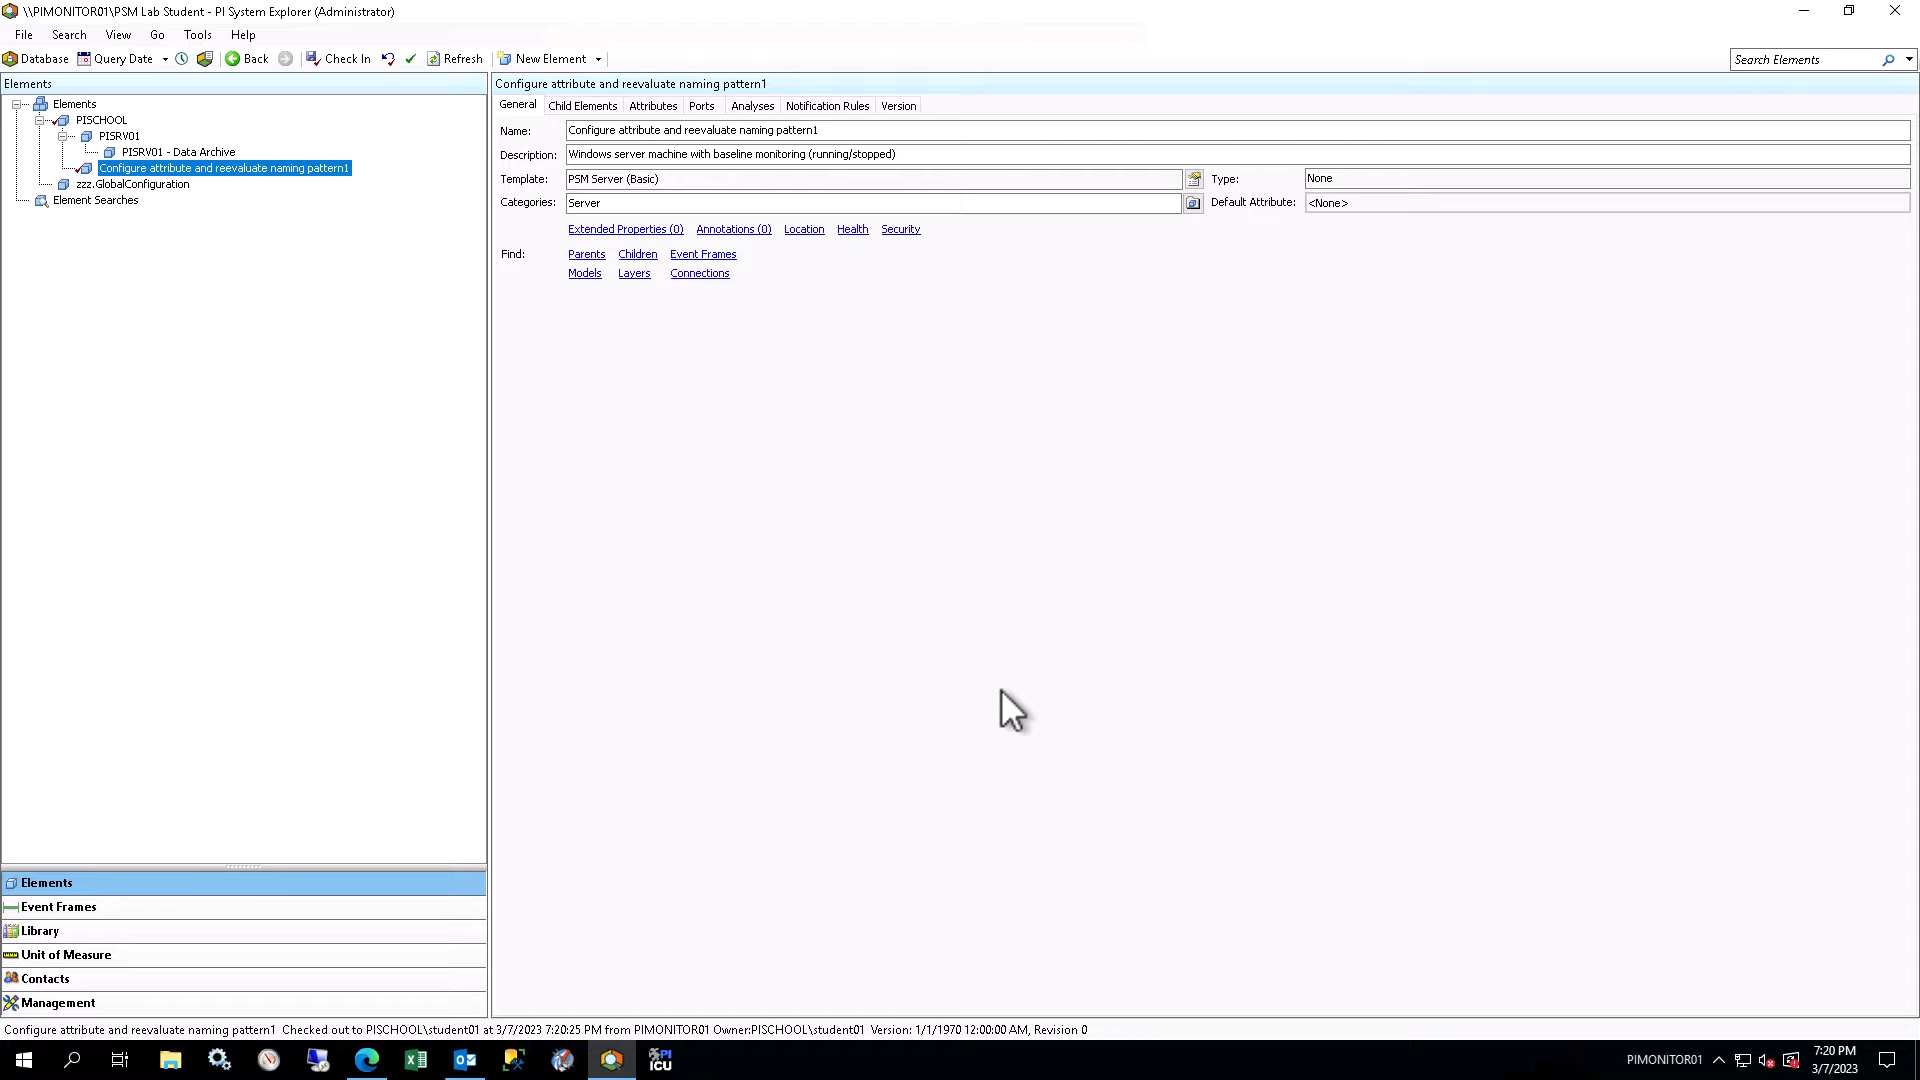 \\PIMONITOR01\PSM Lab Student - PI System Explorer (Administrator)
File Search View Go Tools Help
Database Query Date Back Check In Refresh New Element Search Elements
Elements
Elements
PISCHOOL
PISRV01
PISRV01 - Data Archive
Configure attribute and reevaluate naming pattern1
zzz.GlobalConfiguration
Element Searches
Configure attribute and reevaluate naming pattern1
General Child Elements Attributes Ports Analyses Notification Rules Version
Name: Configure attribute and reevaluate naming pattern1
Description: Windows server machine with baseline monitoring (running/stopped)
Template: PSM Server (Basic) Type: None
Categories: Server Default Attribute: <None>
Extended Properties (0) Annotations (0) Location Health Security
Find: Parents Children Event Frames
Models Layers Connections
Elements
Event Frames
Library
Unit of Measure
Contacts
Management
Configure attribute and reevaluate naming pattern1 Checked out to PISCHOOL\student01 at 3/7/2023 7:20:25 PM from PIMONITOR01 Owner:PISCHOOL\student01 Version: 1/1/1970 12:00:00 AM, Revision 0
PI
ICU
PIMONITOR01
7:20 PM
3/7/2023